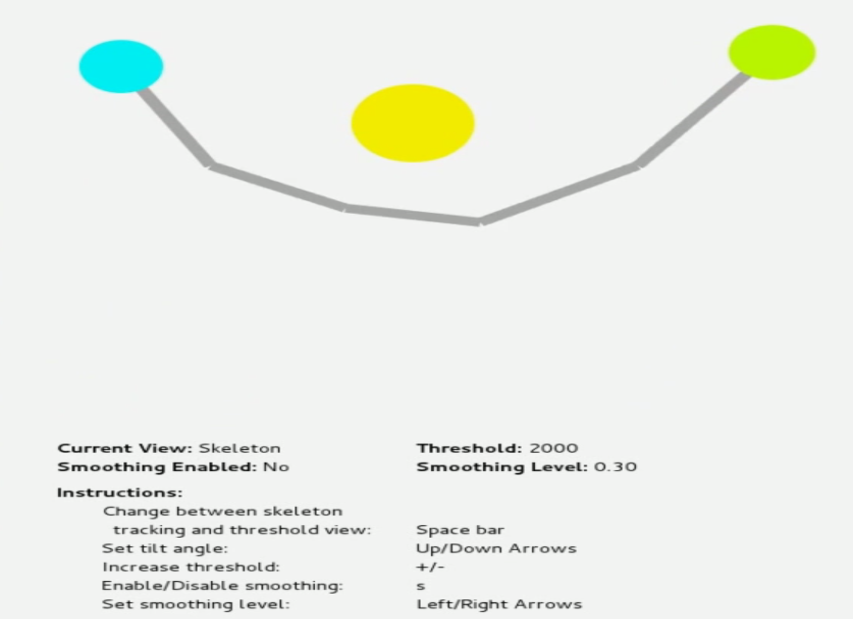 Current View: Skeleton Threshold: 2000
Smoothing Enabled: No Smoothing Level: 0.30
Instructions:
Change between skeleton
tracking and threshold view: Space bar
Set tilt angle: Up/Down Arrows
Increase threshold: +/-
Enable/Disable smoothing: s
Set smoothing level: Left/Right Arrows